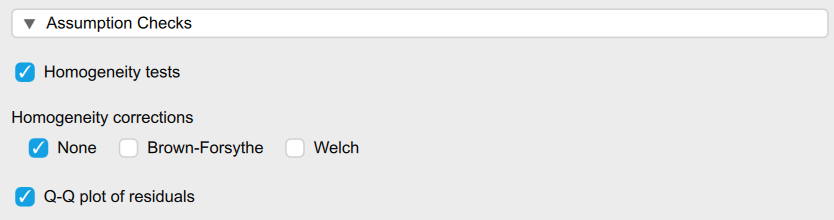 Assumption Checks
Homogeneity tests
Homogeneity corrections
None Brown-Forsythe Welch
Q-Q plot of residuals